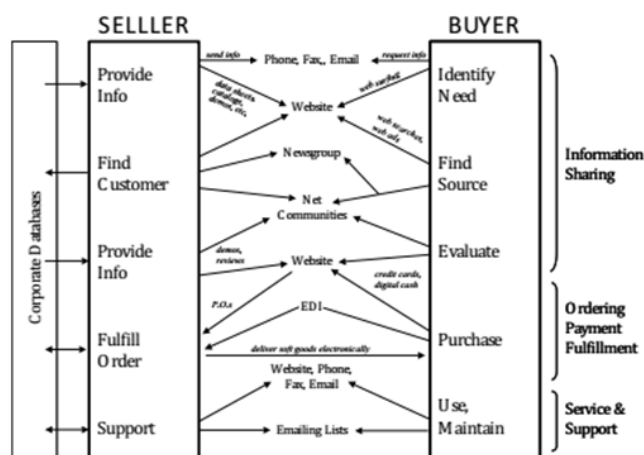 SELLLER
BUYER
send info
Phone, Fax,, Email
request info
Provide
Info
Identify
Need
data sheets,
catalogs,
demos, etc,
web surfing
Website
web searches,
web ads
Newsgroup
Find
Customer
Find
Source
Information
Sharing
Net
Communities
Corporate Databases
Provide
Info
demos,
reviews
Website
Evaluate
credit cards,
digital cash
P.O.s
EDI
Ordering
Payment
Fulfillment
Fulfill
Order
Purchase
deliver soft goods electronically
Website, Phone,
Fax, Email
Use,
Maintain
Service &
Support
Support
Emailing Lists